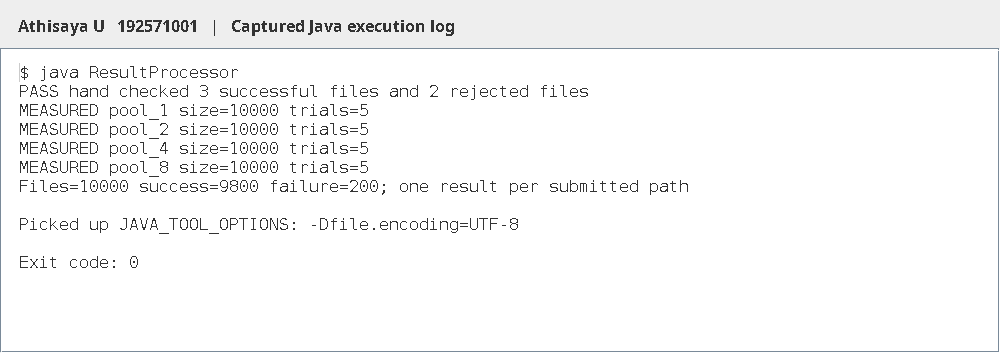 Athisaya U 192571001 | Captured Java execution log
$ java ResultProcessor
PASS hand checked 3 successful files and 2 rejected files
MEASURED pool_1 size=10000 trials=5
MEASURED pool_2 size=10000 trials=5
MEASURED pool_4 size=10000 trials=5
MEASURED pool_8 size=10000 trials=5
Files=10000 success=9800 failure=200; one result per submitted path
Picked up JAVA_TOOL_OPTIONS: -Dfile.encoding=UTF-8
Exit code: 0